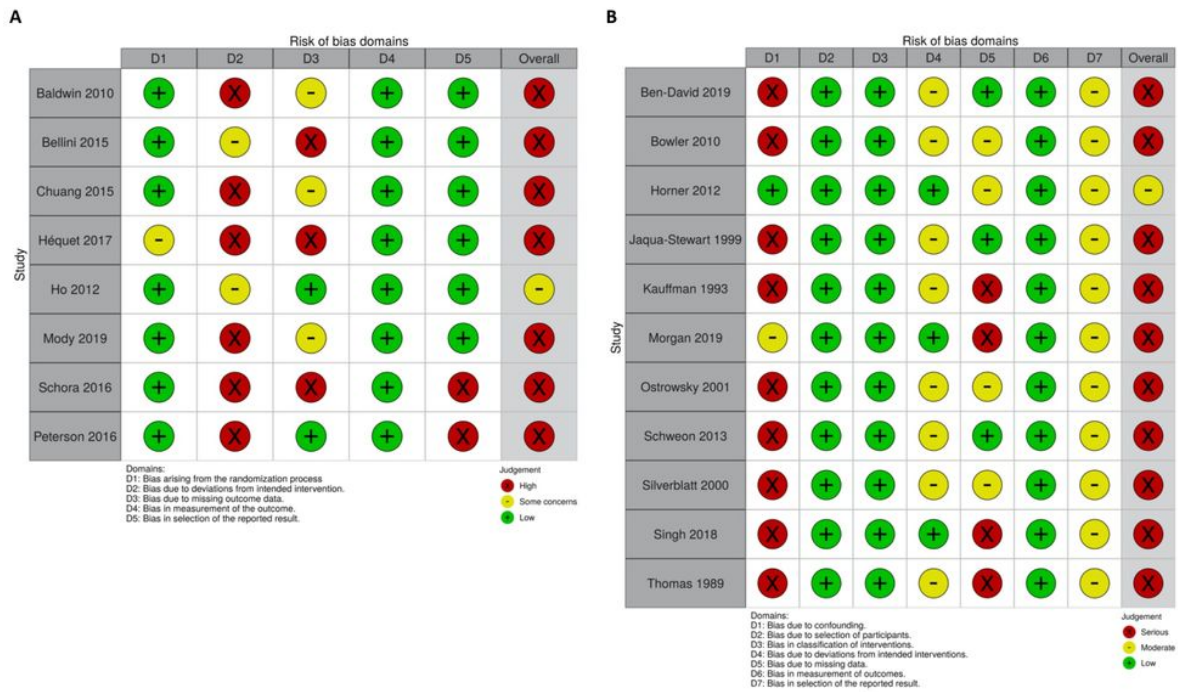 A
Risk of bias domains
D1 D2 D3 D4 D5 Overall
Study
Baldwin 2010 + X - + + X
Bellini 2015 + - X + + X
Chuang 2015 + X - + + X
Héquet 2017 - X X + + X
Ho 2012 + - + + + -
Mody 2019 + X - + + X
Schora 2016 + X X + X X
Peterson 2016 + X + + X X
Domains:
D1: Bias arising from the randomization process
D2: Bias due to deviations from intended intervention.
D3: Bias due to missing outcome data.
D4: Bias in measurement of the outcome.
D5: Bias in selection of the reported result.
Judgement
X High
- Some concerns
+ Low
B
Risk of bias domains
D1 D2 D3 D4 D5 D6 D7 Overall
Study
Ben-David 2019 X + + - + + - X
Bowler 2010 X + + - - + - X
Horner 2012 + + + + - + - -
Jaqua-Stewart 1999 X + + - + + - X
Kauffman 1993 X + + - X + - X
Morgan 2019 - + + + X + - X
Ostrowsky 2001 X + + - - + - X
Schweon 2013 X + + - + + - X
Silverblatt 2000 X + + - - + - X
Singh 2018 X + + + X + - X
Thomas 1989 X + + - X + - X
Domains:
D1: Bias due to confounding.
D2: Bias due to selection of participants.
D3: Bias in classification of interventions.
D4: Bias due to deviations from intended interventions.
D5: Bias due to missing data.
D6: Bias in measurement of outcomes.
D7: Bias in selection of the reported result.
Judgement
X Serious
- Moderate
+ Low